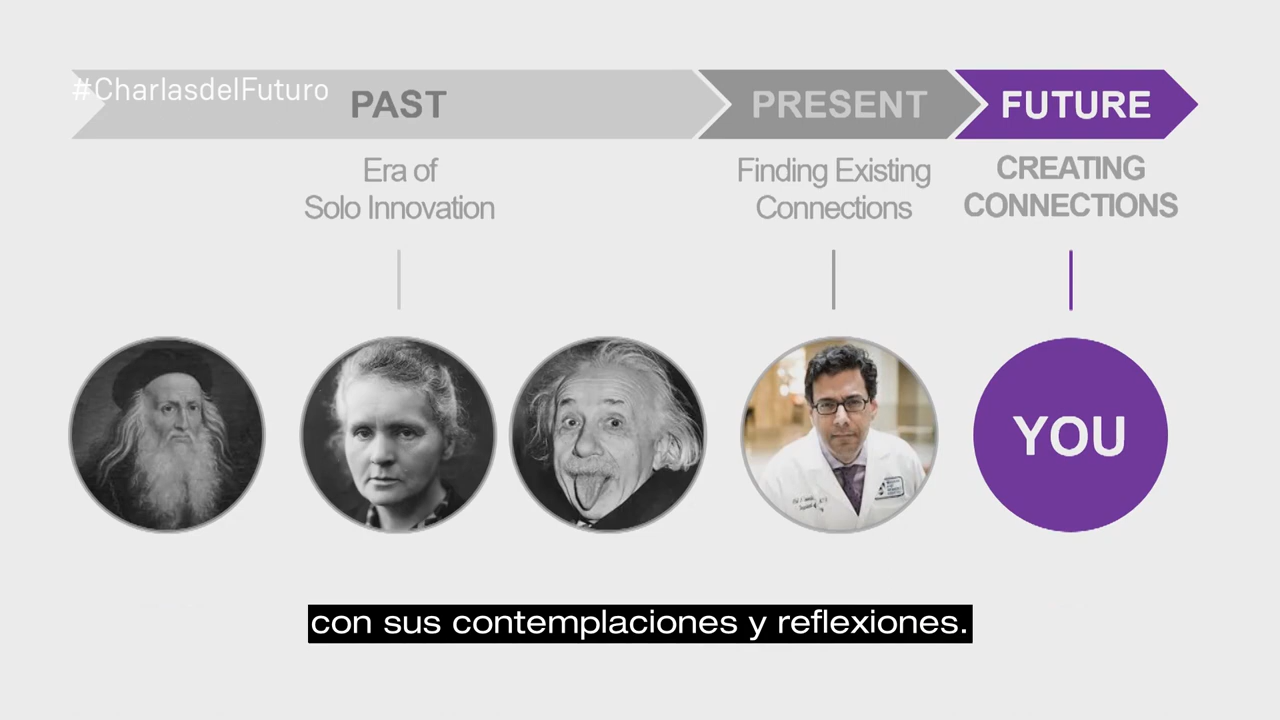 #CharlasdelFuturo
PAST
PRESENT
FUTURE
Era of
Solo Innovation
Finding Existing
Connections
CREATING
CONNECTIONS
YOU
con sus contemplaciones y reflexiones.